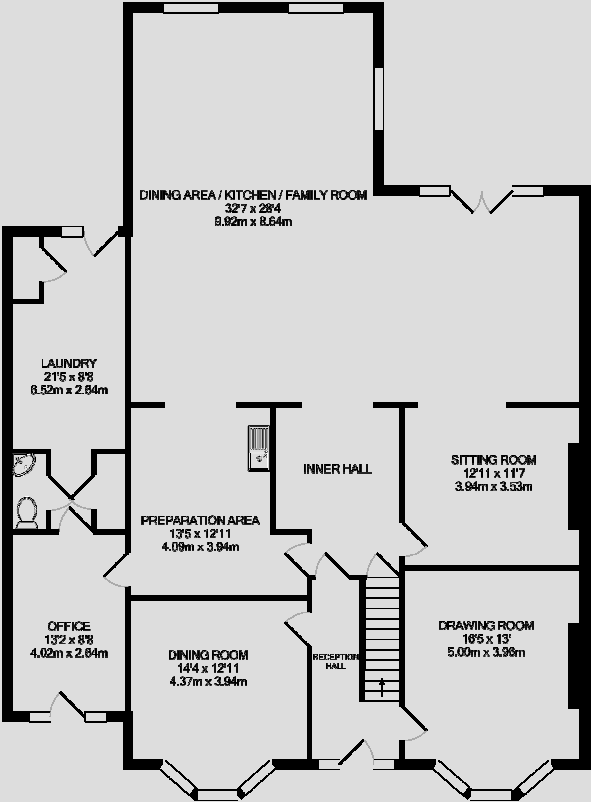 DINING AREA / KITCHEN / FAMILY ROOM
32'7 x 28'4
9.92m x 8.64m
LAUNDRY
21'5 x 8'8
6.52m x 2.64m
INNER HALL
SITTING ROOM
12'11 x 11'7
3.94m x 3.53m
PREPARATION AREA
13'5 x 12'11
4.09m x 3.94m
OFFICE
13'2 x 8'8
4.02m x 2.64m
DINING ROOM
14'4 x 12'11
4.37m x 3.94m
RECEPTION
HALL
DRAWING ROOM
16'5 x 13'
5.00m x 3.96m